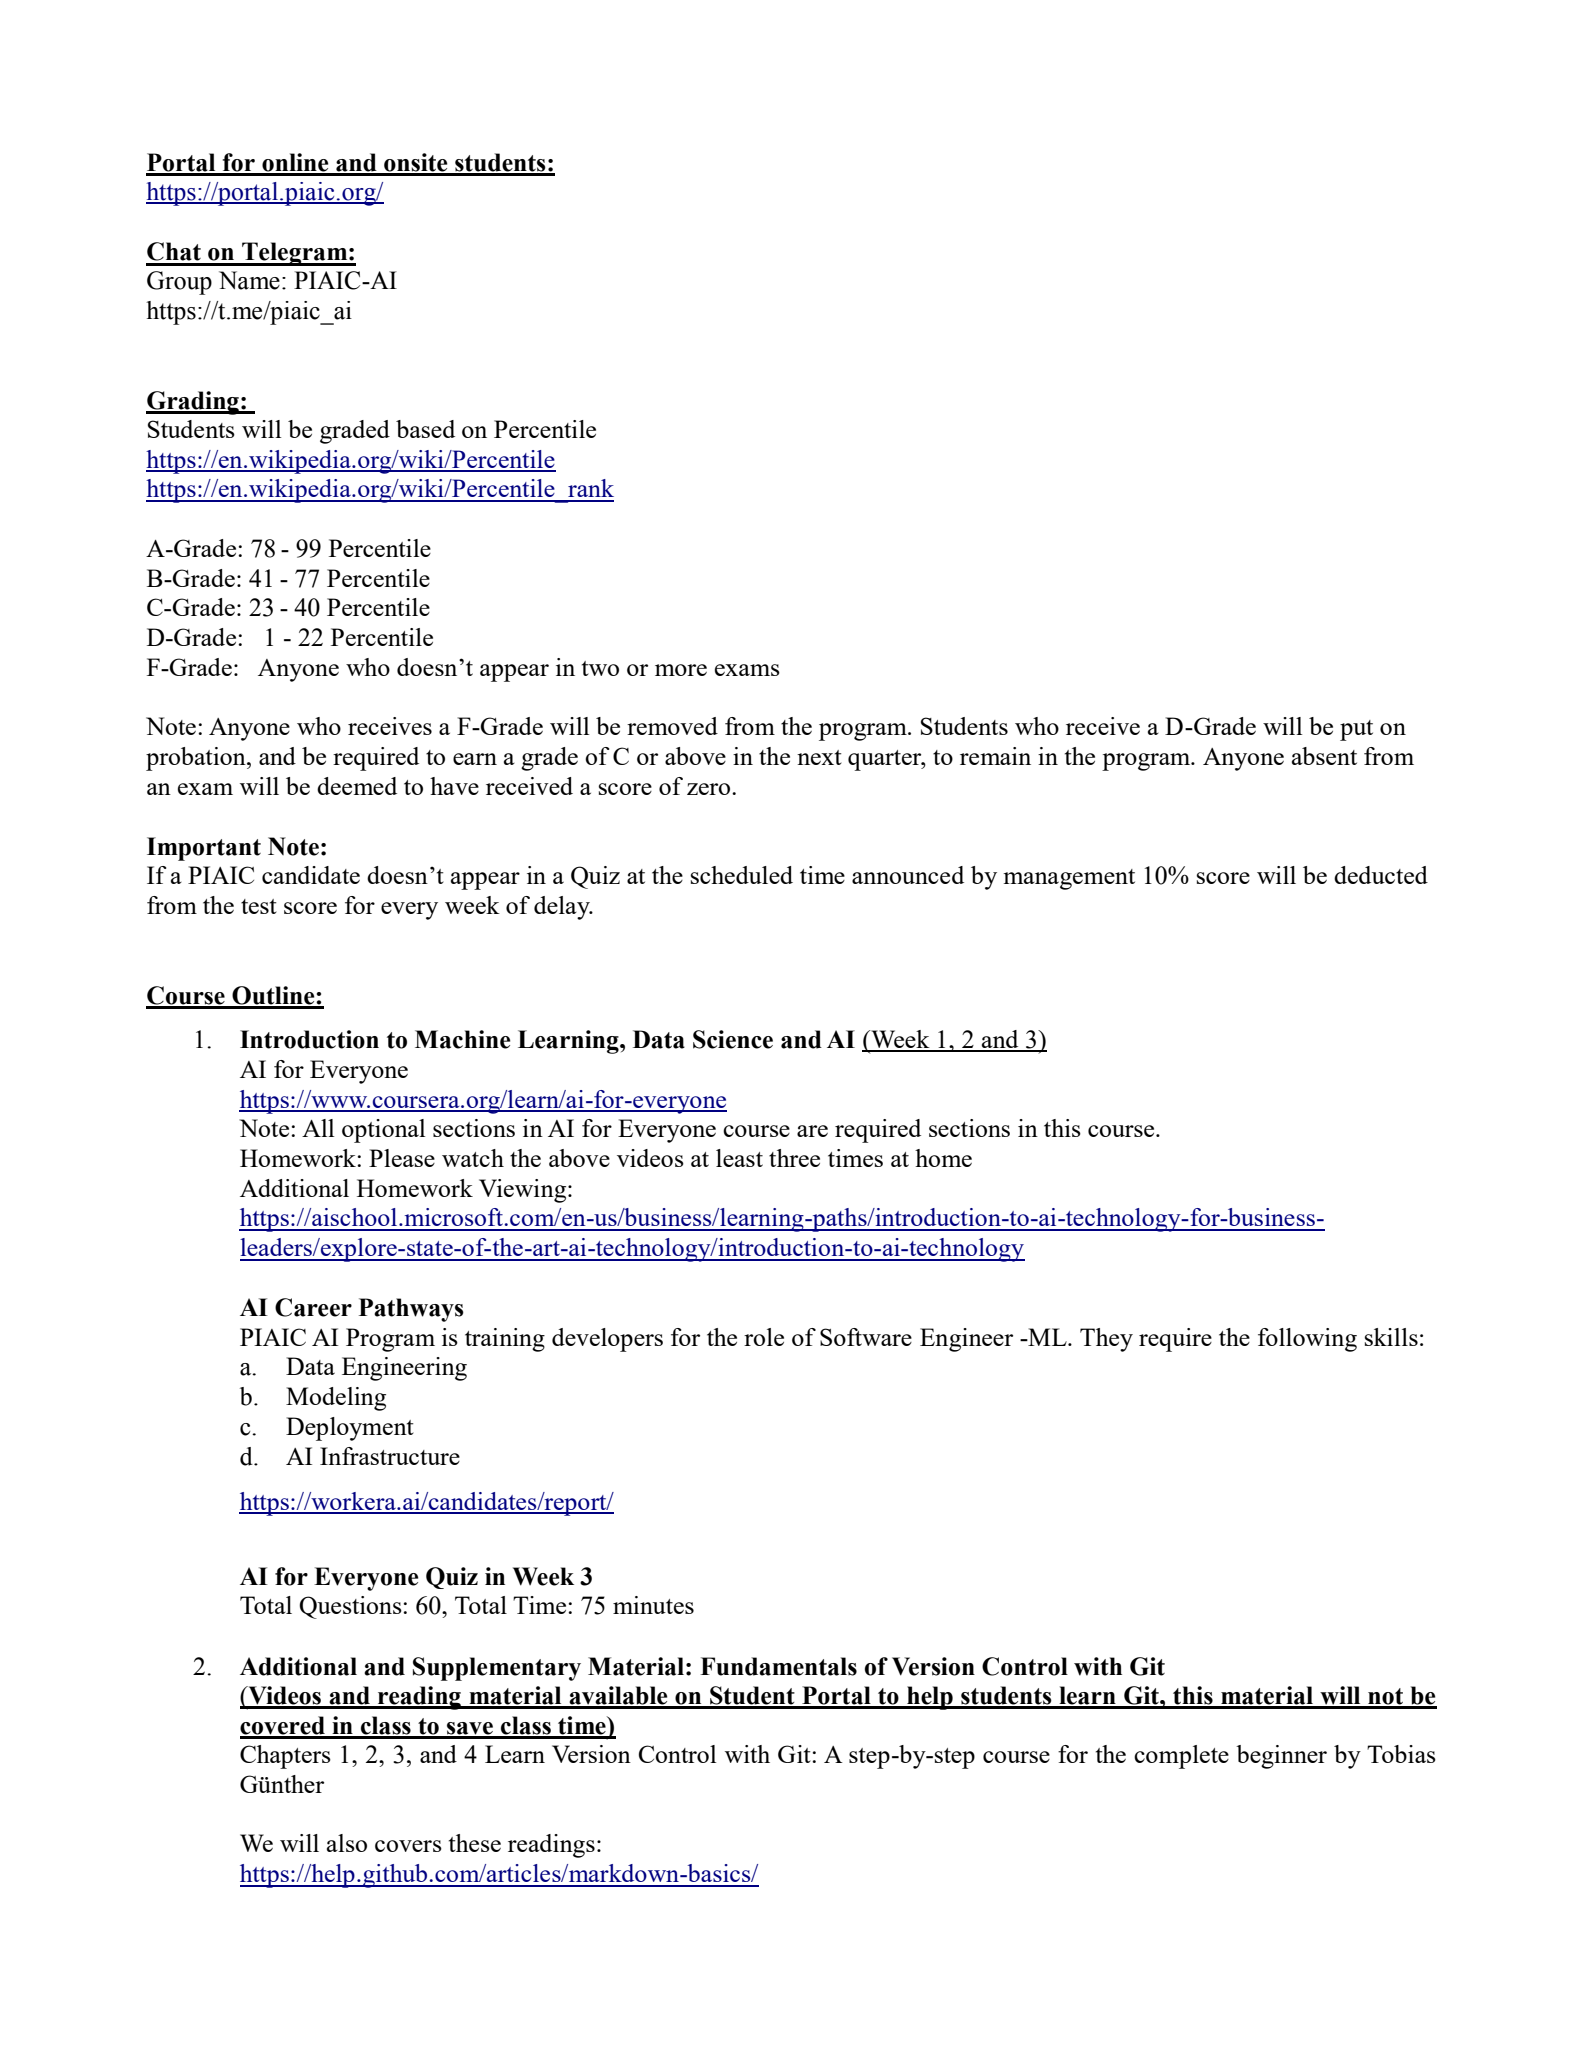 Portal for online and onsite students:
https://portal.piaic.org/
Chat on Telegram:
Group Name: PIAIC-AI
https://t.me/piaic_ai
Grading:
Students will be graded based on Percentile
https://en.wikipedia.org/wiki/Percentile
https://en.wikipedia.org/wiki/Percentile_rank
A-Grade: 78 - 99 Percentile
B-Grade: 41 - 77 Percentile
C-Grade: 23 - 40 Percentile
D-Grade: 1 - 22 Percentile
F-Grade: Anyone who doesn’t appear in two or more exams
Note: Anyone who receives a F-Grade will be removed from the program. Students who receive a D-Grade will be put on
probation, and be required to earn a grade of C or above in the next quarter, to remain in the program. Anyone absent from
an exam will be deemed to have received a score of zero.
Important Note:
If a PIAIC candidate doesn’t appear in a Quiz at the scheduled time announced by management 10% score will be deducted
from the test score for every week of delay.
Course Outline:
1. Introduction to Machine Learning, Data Science and AI (Week 1, 2 and 3)
AI for Everyone
https://www.coursera.org/learn/ai-for-everyone
Note: All optional sections in AI for Everyone course are required sections in this course.
Homework: Please watch the above videos at least three times at home
Additional Homework Viewing:
https://aischool.microsoft.com/en-us/business/learning-paths/introduction-to-ai-technology-for-business-
leaders/explore-state-of-the-art-ai-technology/introduction-to-ai-technology
AI Career Pathways
PIAIC AI Program is training developers for the role of Software Engineer -ML. They require the following skills:
a. Data Engineering
b. Modeling
c. Deployment
d. AI Infrastructure
https://workera.ai/candidates/report/
AI for Everyone Quiz in Week 3
Total Questions: 60, Total Time: 75 minutes
2. Additional and Supplementary Material: Fundamentals of Version Control with Git
(Videos and reading material available on Student Portal to help students learn Git, this material will not be
covered in class to save class time)
Chapters 1, 2, 3, and 4 Learn Version Control with Git: A step-by-step course for the complete beginner by Tobias
Günther
We will also covers these readings:
https://help.github.com/articles/markdown-basics/